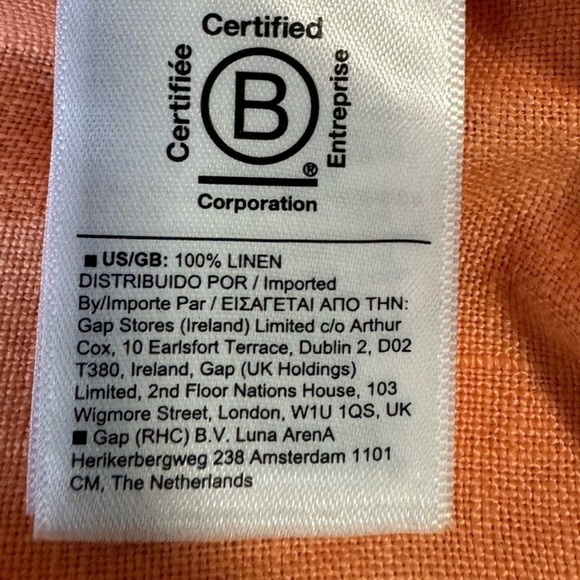 Certified
Certifiée
B
Entreprise
®
Corporation
■ US/GB: 100% LINEN
DISTRIBUIDO POR / Imported
By/Importe Par / ΕΙΣΑΓΕΤΑΙ ΑΠΟ ΤΗΝ:
Gap Stores (Ireland) Limited c/o Arthur
Cox, 10 Earlsfort Terrace, Dublin 2, D02
T380, Ireland, Gap (UK Holdings)
Limited, 2nd Floor Nations House, 103
Wigmore Street, London, W1U 1QS, UK
■ Gap (RHC) B.V. Luna ArenA
Herikerbergweg 238 Amsterdam 1101
CM, The Netherlands